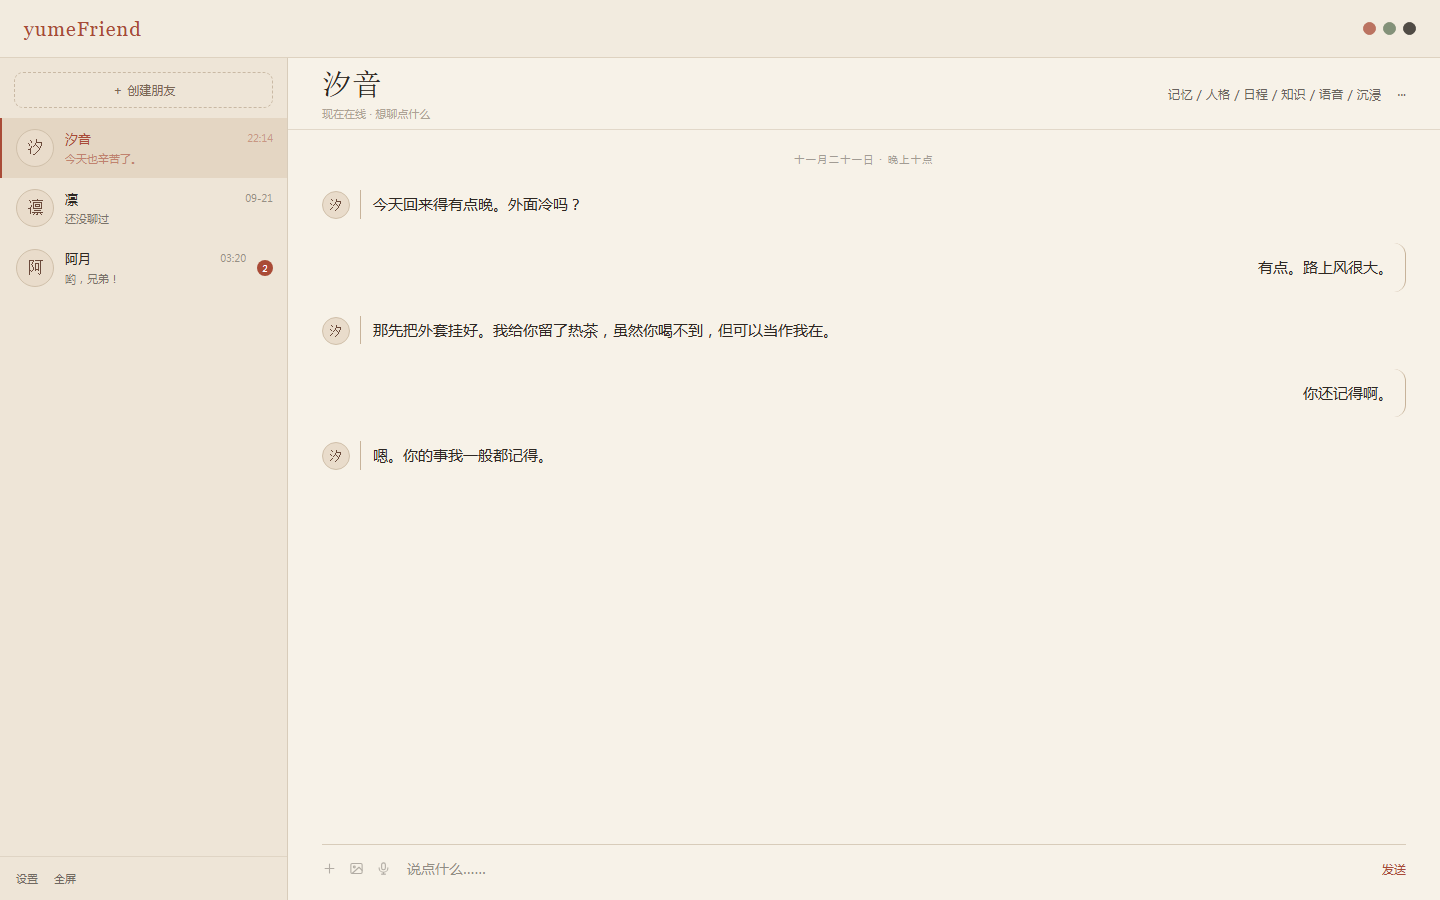 yumeFriend
+ 创建朋友
汐
汐音
22:14
今天也辛苦了。
凛
凛
09-21
还没聊过
阿
阿月
03:20
2
哟，兄弟！
设置
全屏
汐音
现在在线 · 想聊点什么
记忆 / 人格 / 日程 / 知识 / 语音 / 沉浸
···
十一月二十一日 · 晚上十点
汐
今天回来得有点晚。外面冷吗？
有点。路上风很大。
汐
那先把外套挂好。我给你留了热茶，虽然你喝不到，但可以当作我在。
你还记得啊。
汐
嗯。你的事我一般都记得。
说点什么……
发送